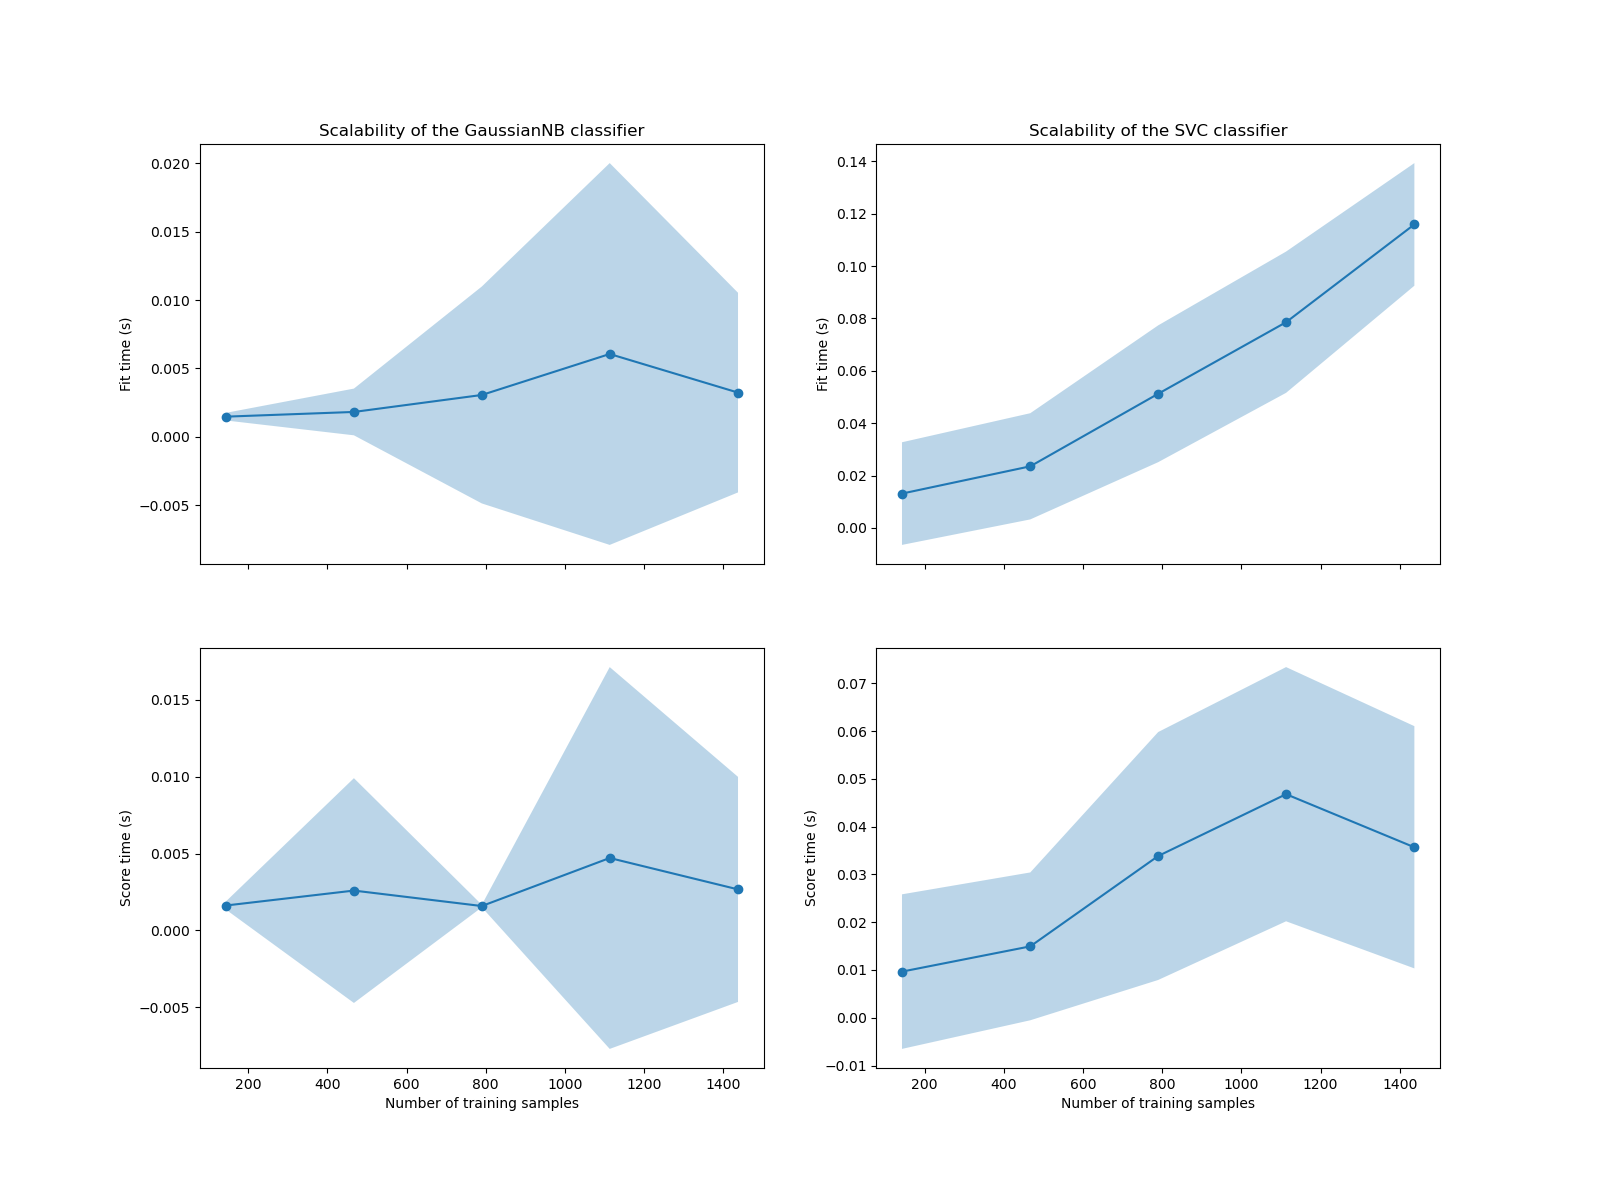 Scalability of the GaussianNB classifier
Fit time (s)
0.020
0.015
0.010
0.005
0.000
−0.005
Scalability of the SVC classifier
Fit time (s)
0.14
0.12
0.10
0.08
0.06
0.04
0.02
0.00
Score time (s)
0.015
0.010
0.005
0.000
−0.005
200 400 600 800 1000 1200 1400
Number of training samples
Score time (s)
0.07
0.06
0.05
0.04
0.03
0.02
0.01
0.00
−0.01
200 400 600 800 1000 1200 1400
Number of training samples